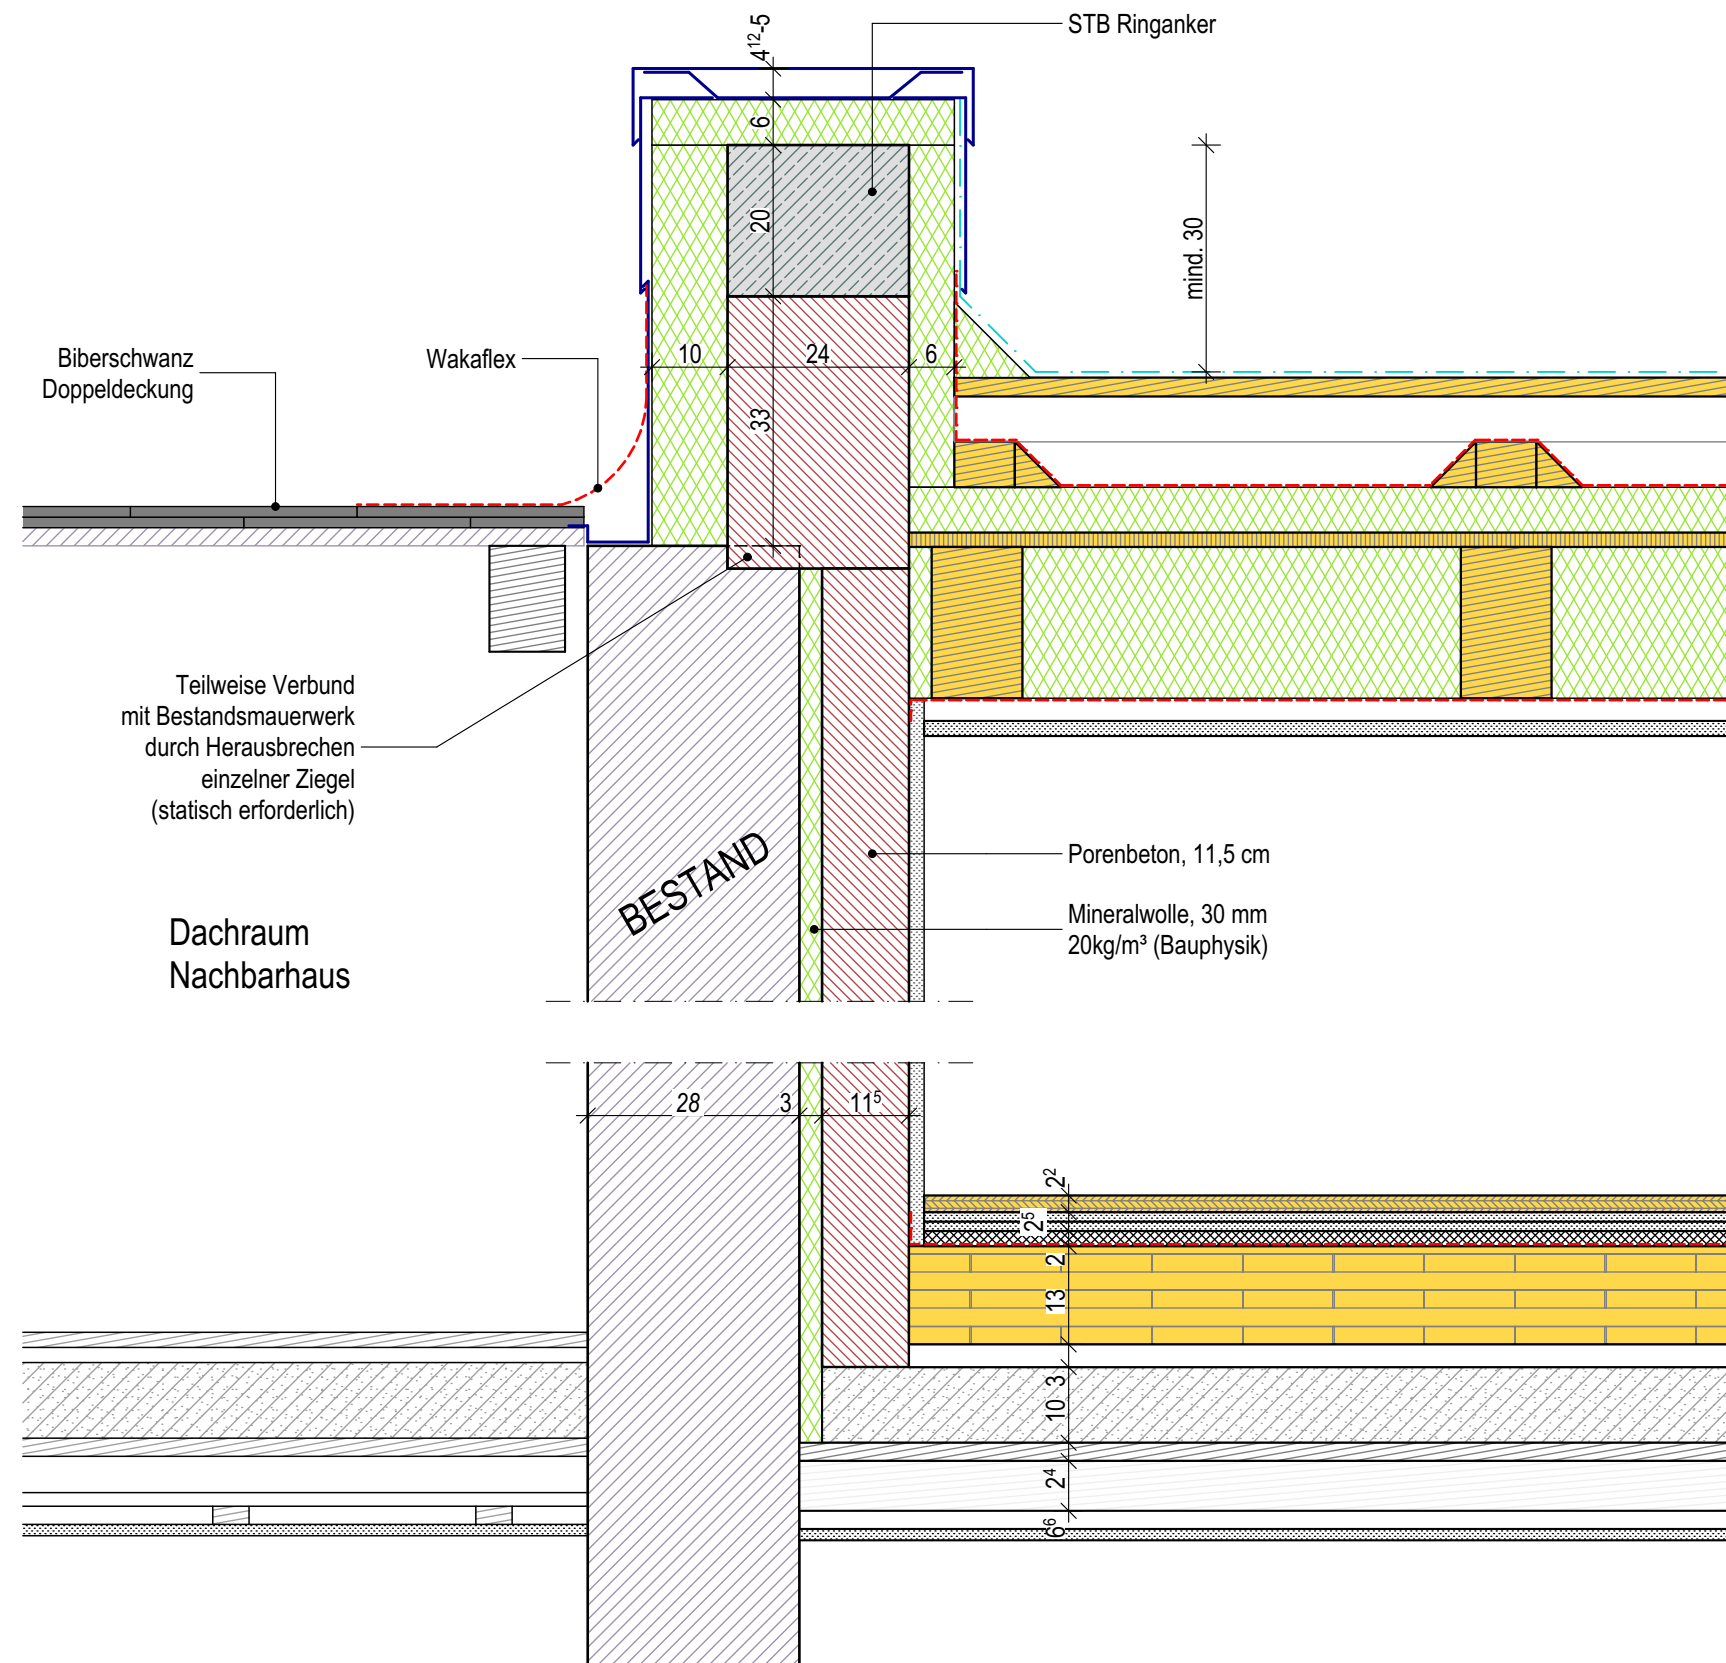 4¹²-5
STB Ringanker
6
20
mind. 30
Biberschwanz
Doppeldeckung
Wakaflex
10
24
6
33
Teilweise Verbund
mit Bestandsmauerwerk
durch Herausbrechen
einzelner Ziegel
(statisch erforderlich)
BESTAND
Porenbeton, 11,5 cm
Mineralwolle, 30 mm
20kg/m³ (Bauphysik)
Dachraum
Nachbarhaus
28
3
11⁵
2²
2⁵
2
13
3
10
2⁴
6⁶